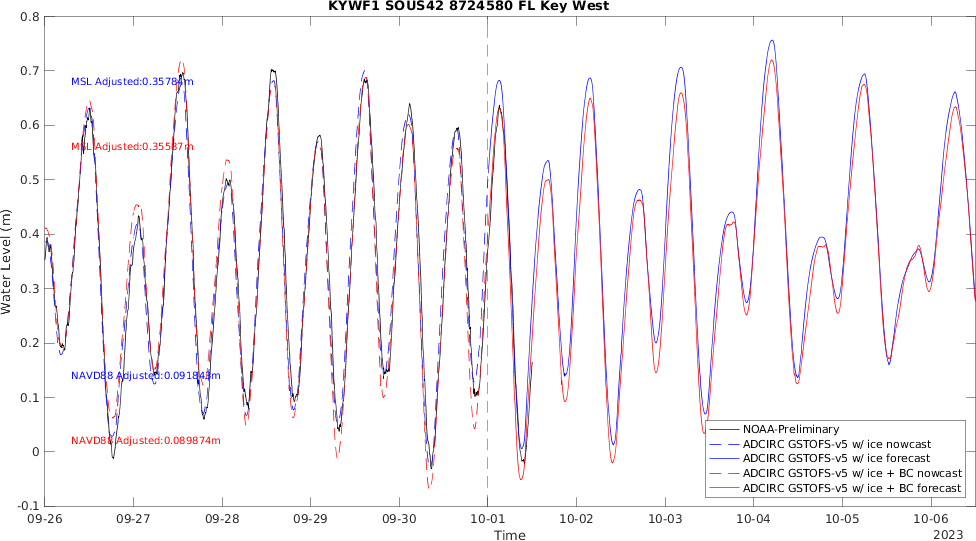 KYWF1 SOUS42 8724580 FL Key West
0.8
0.7
0.6
0.5
0.4
0.3
0.2
0.1
0
-0.1
Water Level (m)
MSL Adjusted:0.35784m
MSL Adjusted:0.35587m
NAVD88 Adjusted:0.091843m
NAVD88 Adjusted:0.089874m
NOAA-Preliminary
ADCIRC GSTOFS-v5 w/ ice nowcast
ADCIRC GSTOFS-v5 w/ ice forecast
ADCIRC GSTOFS-v5 w/ ice + BC nowcast
ADCIRC GSTOFS-v5 w/ ice + BC forecast
09-26 09-27 09-28 09-29 09-30 10-01 10-02 10-03 10-04 10-05 10-06
Time
2023